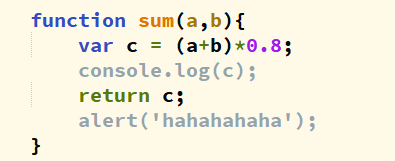 function sum(a,b){
    var c = (a+b)*0.8;
    console.log(c);
    return c;
    alert('hahahahaha');
}